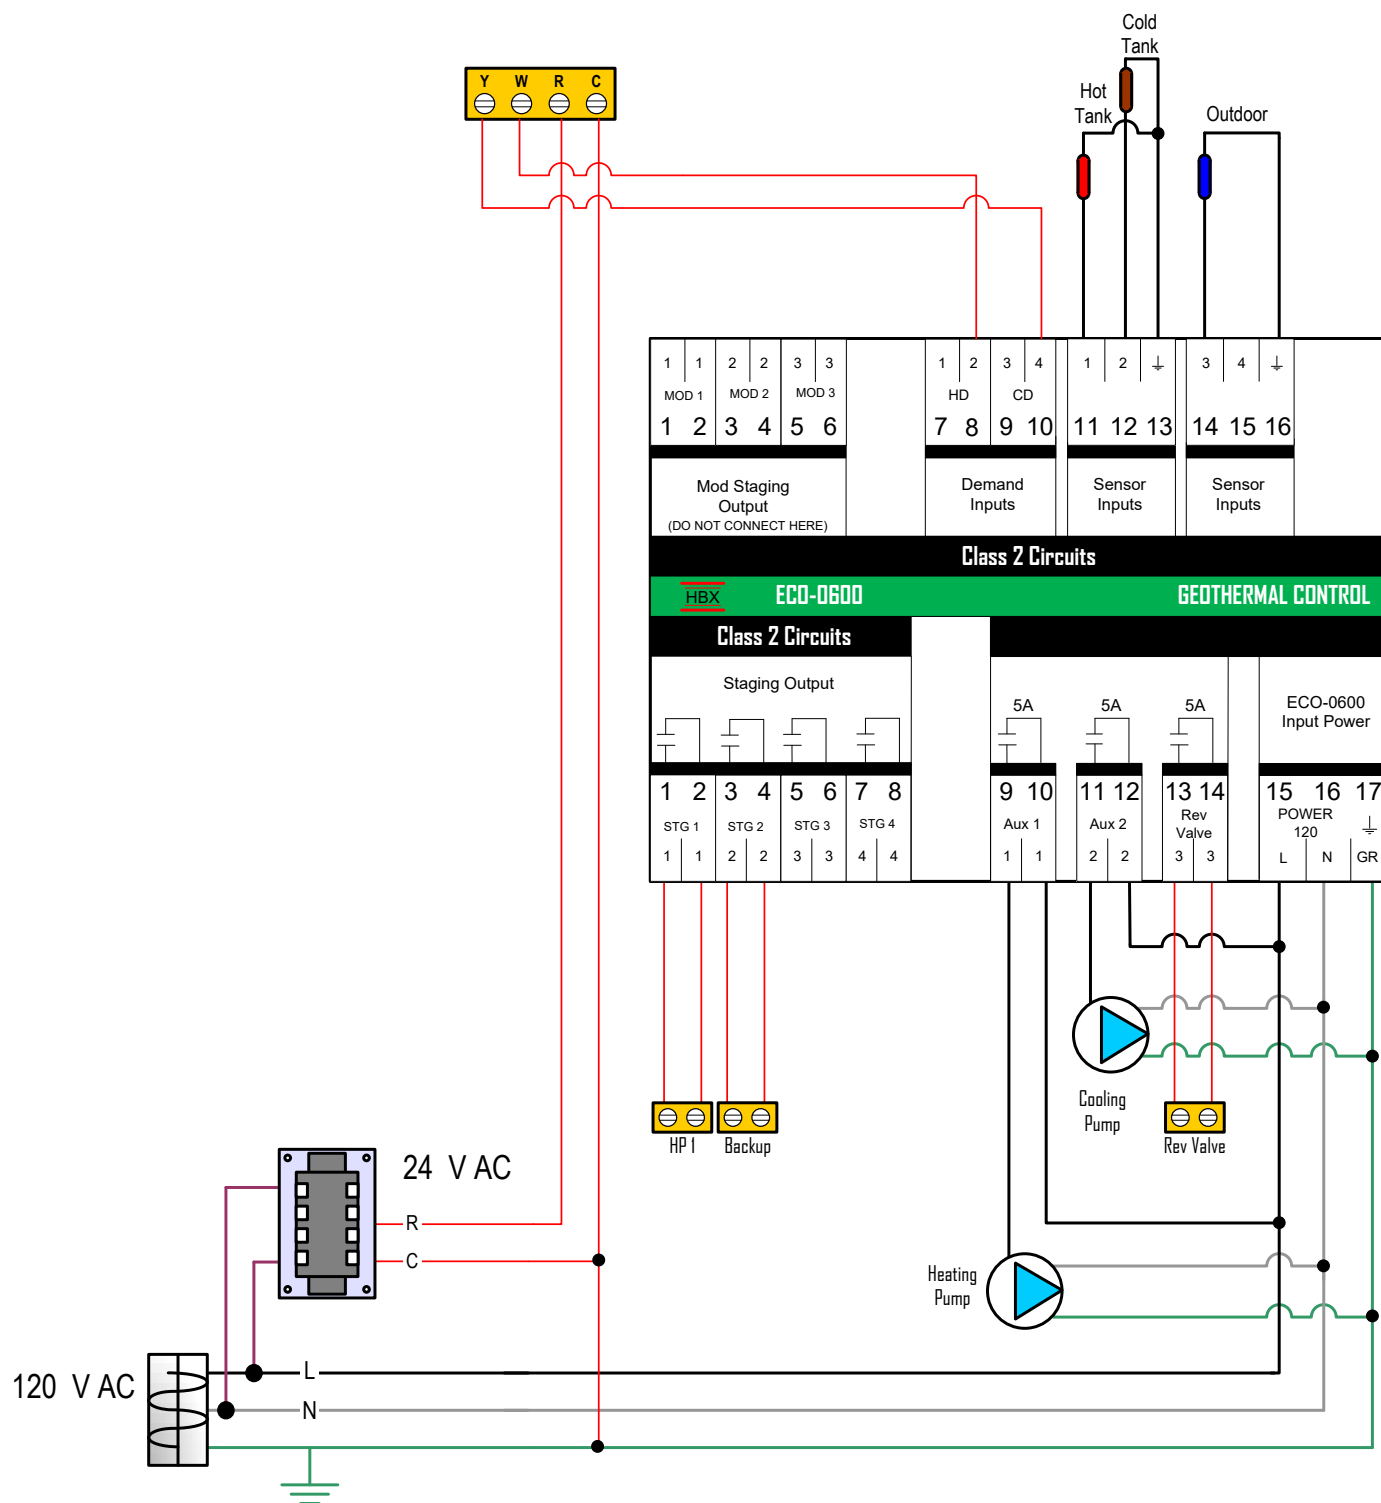 Cold
Tank
Y W R C
Hot
Tank
Outdoor
1 1 2 2 3 3 1 2 3 4 1 2 3 4
MOD 1 MOD 2 MOD 3 HD CD
1 2 3 4 5 6 7 8 9 10 11 12 13 14 15 16
Mod Staging
Output
(DO NOT CONNECT HERE)
Demand
Inputs
Sensor
Inputs
Sensor
Inputs
Class 2 Circuits
HBX ECO-0600 GEOTHERMAL CONTROL
Class 2 Circuits
Staging Output
5A 5A 5A
ECO-0600
Input Power
1 2 3 4 5 6 7 8 9 10 11 12 13 14 15 16 17
STG 1 STG 2 STG 3 STG 4 Aux 1 Aux 2
Rev
Valve
POWER
120
1 1 2 2 3 3 4 4 1 1 2 2 3 3 L N GR
Cooling
Pump
HP 1 Backup Rev Valve
24 V AC
R
C
Heating
Pump
120 V AC
L
N